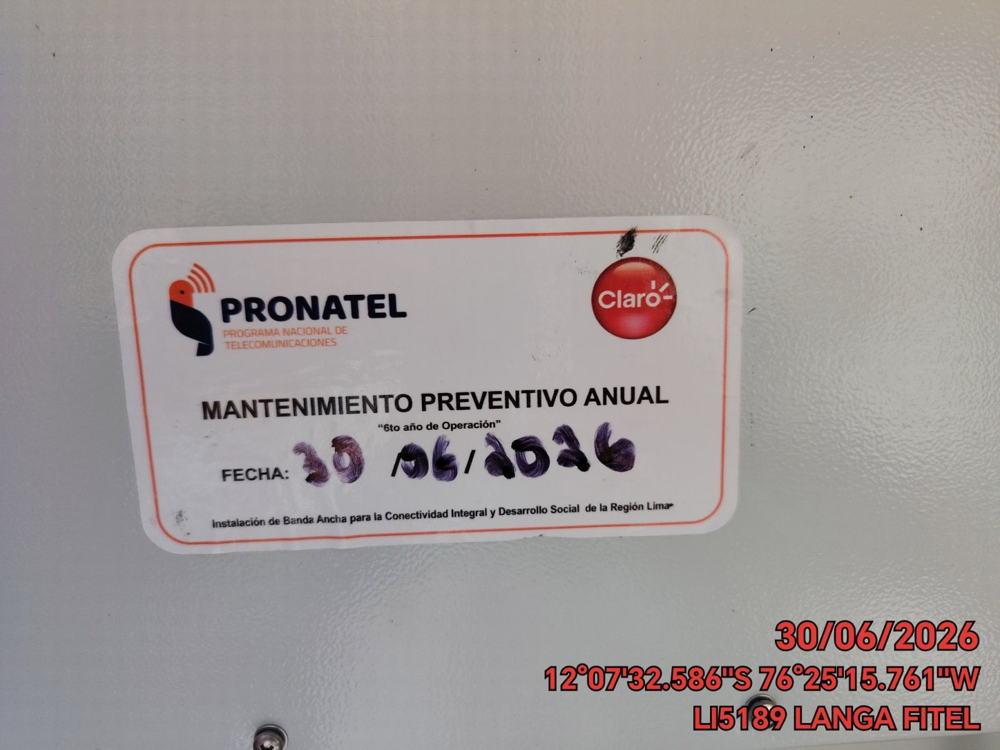 PRONATEL
PROGRAMA NACIONAL DE
TELECOMUNICACIONES
Claro
MANTENIMIENTO PREVENTIVO ANUAL
“6to año de Operación”
FECHA: 30 /06/2026
Instalación de Banda Ancha para la Conectividad Integral y Desarrollo Social de la Región Lima
30/06/2026
12°07'32.586"S 76°25'15.761"W
LI5189 LANGA FITEL